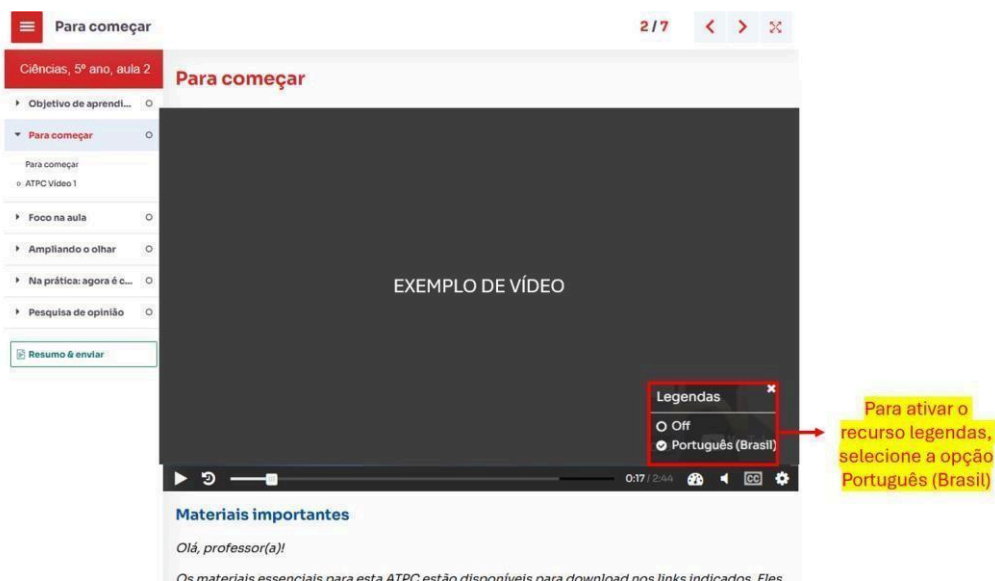 Para começar
2 / 7
Ciências, 5º ano, aula 2
Objetivo de aprendi...
Para começar
Para começar
ATPC Vídeo 1
Foco na aula
Ampliando o olhar
Na prática: agora é c...
Pesquisa de opinião
Resumo & enviar
Para começar
EXEMPLO DE VÍDEO
Legendas
Off
Português (Brasil)
0:17 / 2:44
CC
Para ativar o
recurso legendas,
selecione a opção
Português (Brasil)
Materiais importantes
Olá, professor(a)!
Os materiais essenciais para esta ATPC estão disponíveis para download nos links indicados. Eles